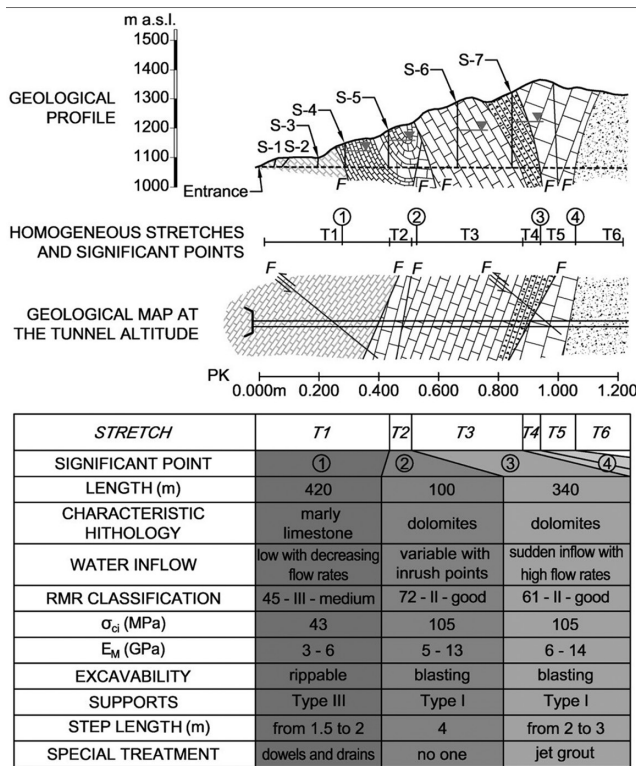 m a.s.l.
1500
1400
1300
1200
1100
1000
GEOLOGICAL
PROFILE
S-1
S-2
S-3
S-4
S-5
S-6
S-7
Entrance
F
F
F
F
F
HOMOGENEOUS STRETCHES
AND SIGNIFICANT POINTS
1
2
3
4
T1
T2
T3
T4
T5
T6
F
F
F
F
GEOLOGICAL MAP AT
THE TUNNEL ALTITUDE
PK
0.000m 0.200 0.400 0.600 0.800 1.000 1.200
STRETCH T1 T2 T3 T4 T5 T6
SIGNIFICANT POINT 1 2 3 4
LENGTH (m) 420 100 340
CHARACTERISTIC
HITHOLOGY
marly
limestone
dolomites
dolomites
WATER INFLOW
low with decreasing
flow rates
variable with
inrush points
sudden inflow with
high flow rates
RMR CLASSIFICATION 45 - III - medium 72 - II - good 61 - II - good
σci (MPa) 43 105 105
EM (GPa) 3 - 6 5 - 13 6 - 14
EXCAVABILITY rippable blasting blasting
SUPPORTS Type III Type I Type I
STEP LENGTH (m) from 1.5 to 2 4 from 2 to 3
SPECIAL TREATMENT dowels and drains no one jet grout